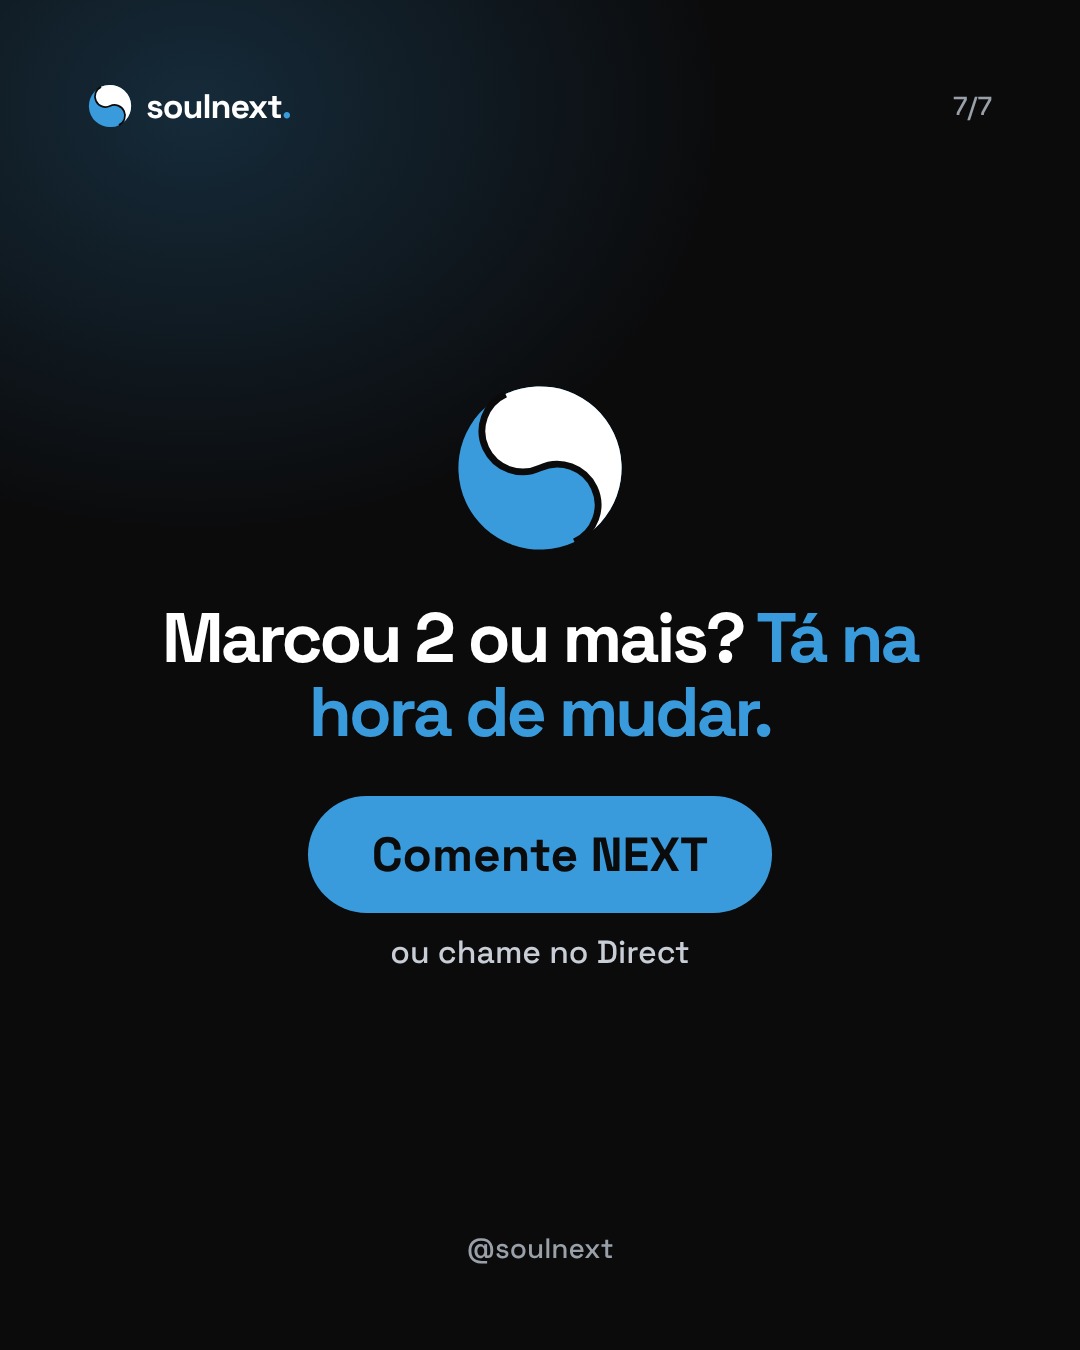 soulnext.
7/7
Marcou 2 ou mais? Tá na
hora de mudar.
Comente NEXT
ou chame no Direct
@soulnext